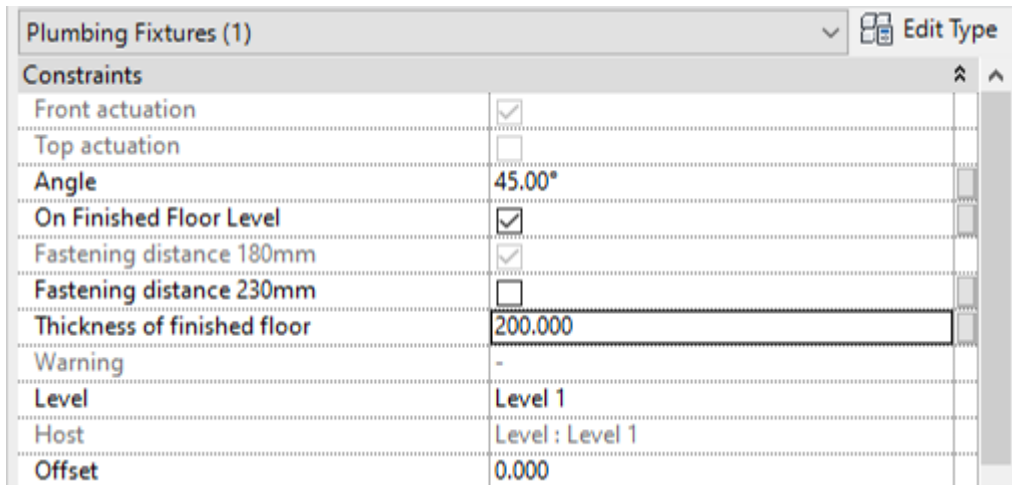 Plumbing Fixtures (1) Edit Type
Constraints
Front actuation
Top actuation
Angle 45.00°
On Finished Floor Level
Fastening distance 180mm
Fastening distance 230mm
Thickness of finished floor 200.000
Warning -
Level Level 1
Host Level : Level 1
Offset 0.000